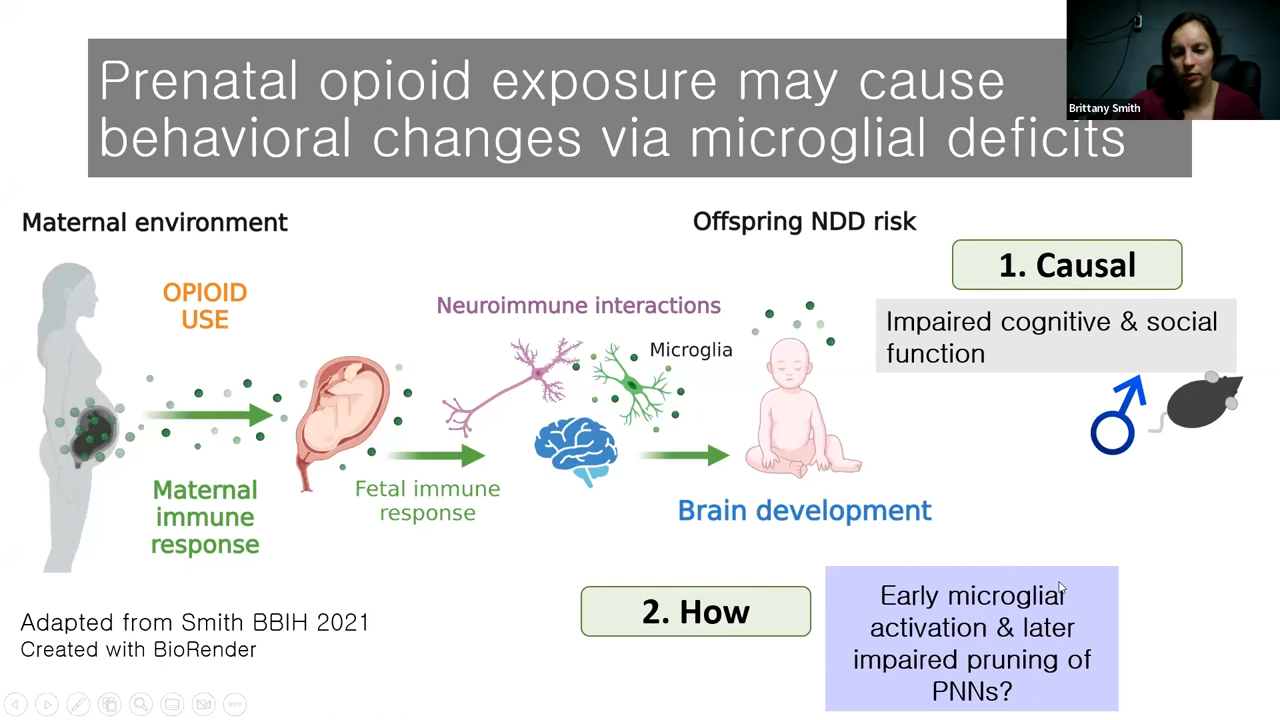 Prenatal opioid exposure may cause
behavioral changes via microglial deficits
Brittany Smith
Maternal environment
Offspring NDD risk
1. Causal
OPIOID
USE
Neuroimmune interactions
Impaired cognitive & social
function
Microglia
Maternal
immune
response
Fetal immune
response
Brain development
2. How
Early microglial
activation & later
impaired pruning of
PNNs?
Adapted from Smith BBIH 2021
Created with BioRender